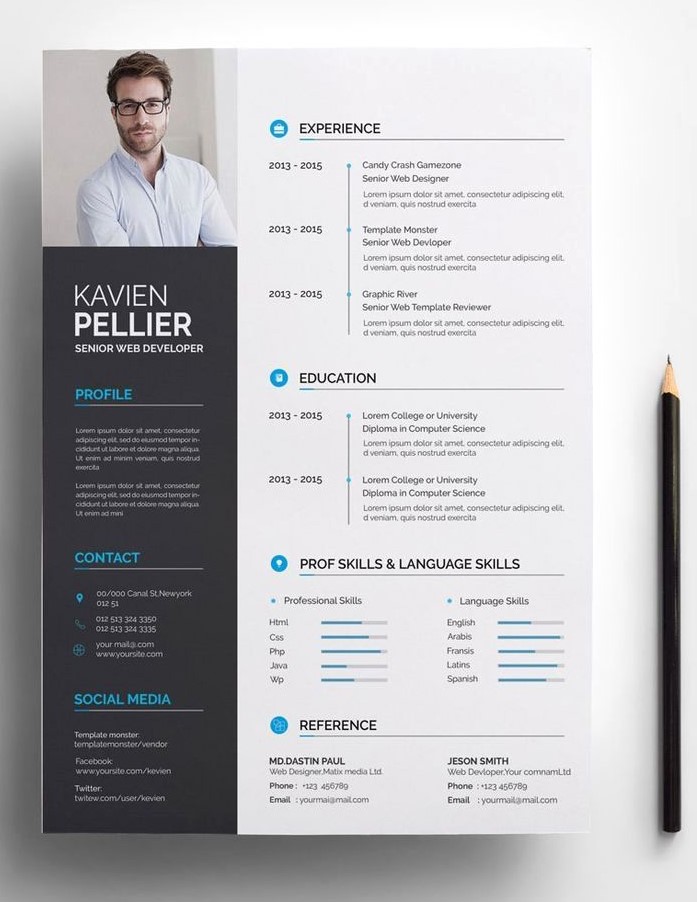 KAVIEN
PELLIER
SENIOR WEB DEVELOPER
PROFILE
Lorem ipsum dolor sit amet, consectetur
adipiscing elit, sed do eiusmod tempor in-
cididunt ut labore et dolore magna aliqua.
Ut enim ad minim veniam, quis nostrud
exercita
Lorem ipsum dolor sit amet, consectetur
adipiscing elit, sed do eiusmod tempor in-
cididunt ut labore et dolore magna aliqua.
Ut enim ad mini
CONTACT
00/000 Canal St,Newyork
012 51
012 513 324 3350
012 513 324 3335
your mail@.com
www.yoursite.com
SOCIAL MEDIA
Template monster:
templatemonster/vendor
Facebook:
www.yoursite/kevien
Twitter:
twitew.com/user/kevien
EXPERIENCE
2013 - 2015
Candy Crash Gamezone
Senior Web Designer
Lorem ipsum dolor sit amet, consectetur adipiscing elit,
d veniam, quis nostrud exercita
2013 - 2015
Template Monster
Senior Web Devloper
Lorem ipsum dolor sit amet, consectetur adipiscing elit,
d veniam, quis nostrud exercita
2013 - 2015
Graphic River
Senior Web Template Reviewer
Lorem ipsum dolor sit amet, consectetur adipiscing elit,
d veniam, quis nostrud exercita
EDUCATION
2013 - 2015
Lorem College or University
Diploma in Computer Science
Lorem ipsum dolor sit amet, consectetur adipiscing elit,
d veniam, quis nostrud exercita
2013 - 2015
Lorem College or University
Diploma in Computer Science
Lorem ipsum dolor sit amet, consectetur adipiscing elit,
d veniam, quis nostrud exercita
PROF SKILLS & LANGUAGE SKILLS
Professional Skills
Html
Css
Php
Java
Wp
Language Skills
English
Arabis
Fransis
Latins
Spanish
REFERENCE
MD.DASTIN PAUL
Web Designer,Matix media Ltd.
Phone : +123 456789
Email : yourmai@mail.com
JESON SMITH
Web Devloper,Your comnamLtd
Phone : +123 456789
Email : yourmai@mail.com